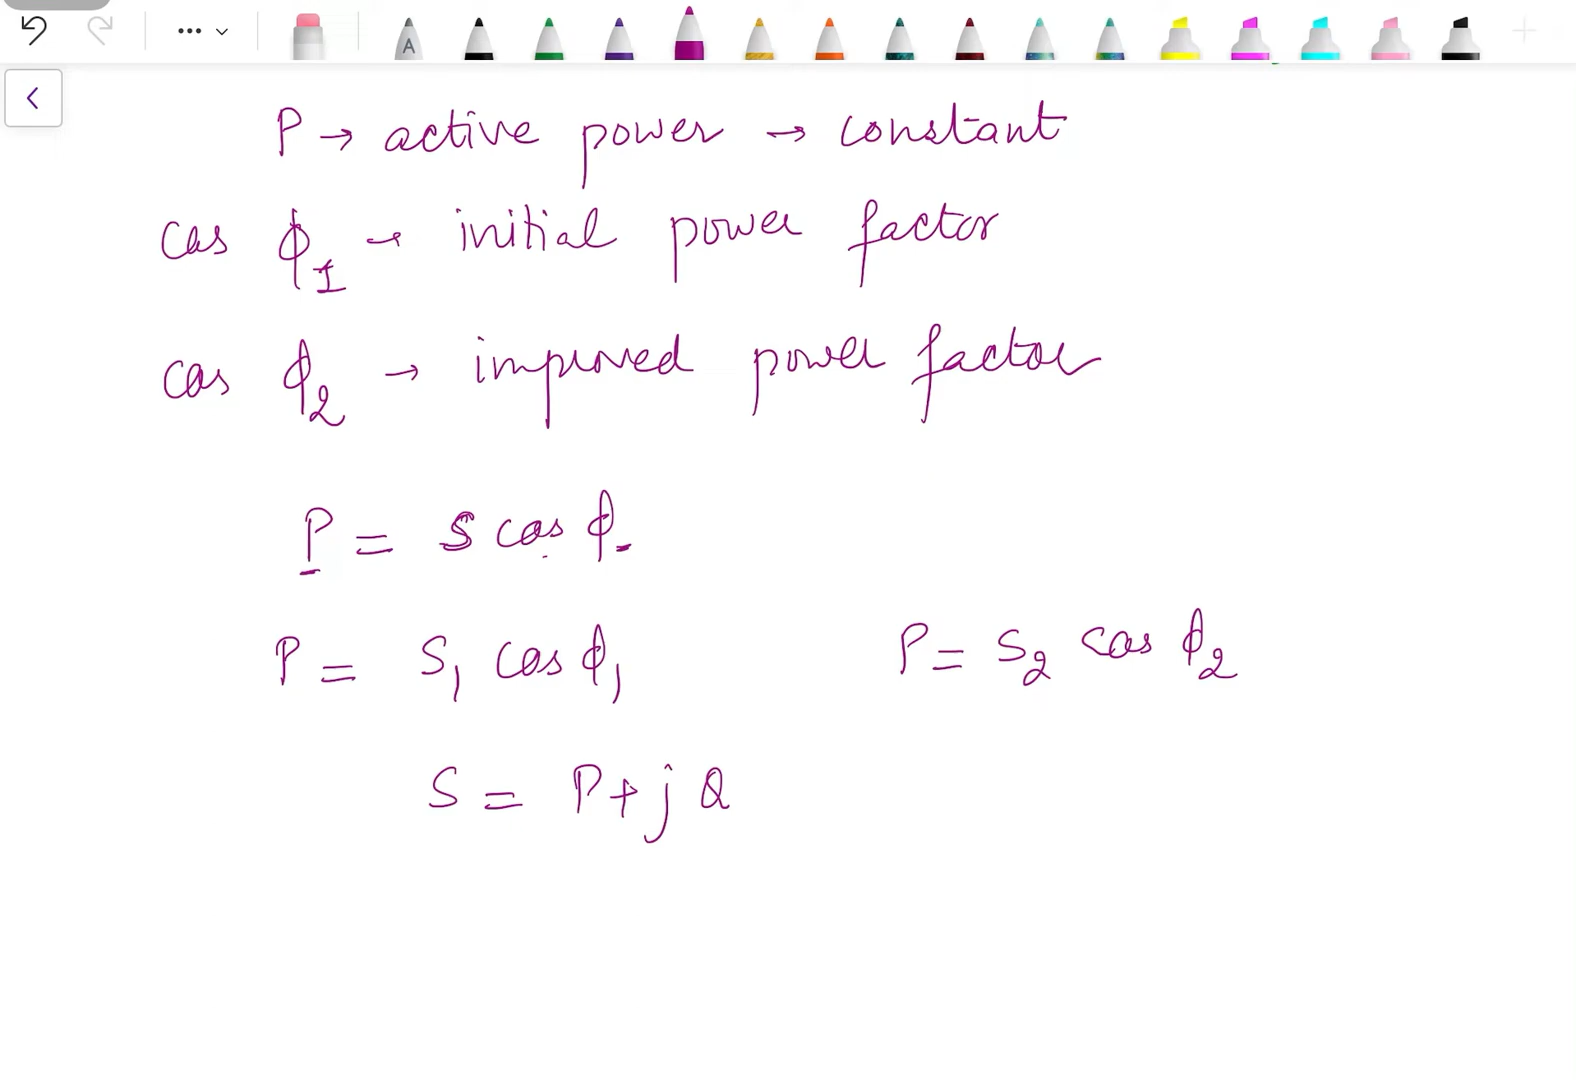 P → active power → constant
cos ϕ1 → initial power factor
cos ϕ2 → improved power factor
P = S cos ϕ
P = S1 cos ϕ1
P = S2 cos ϕ2
S = P + j Q